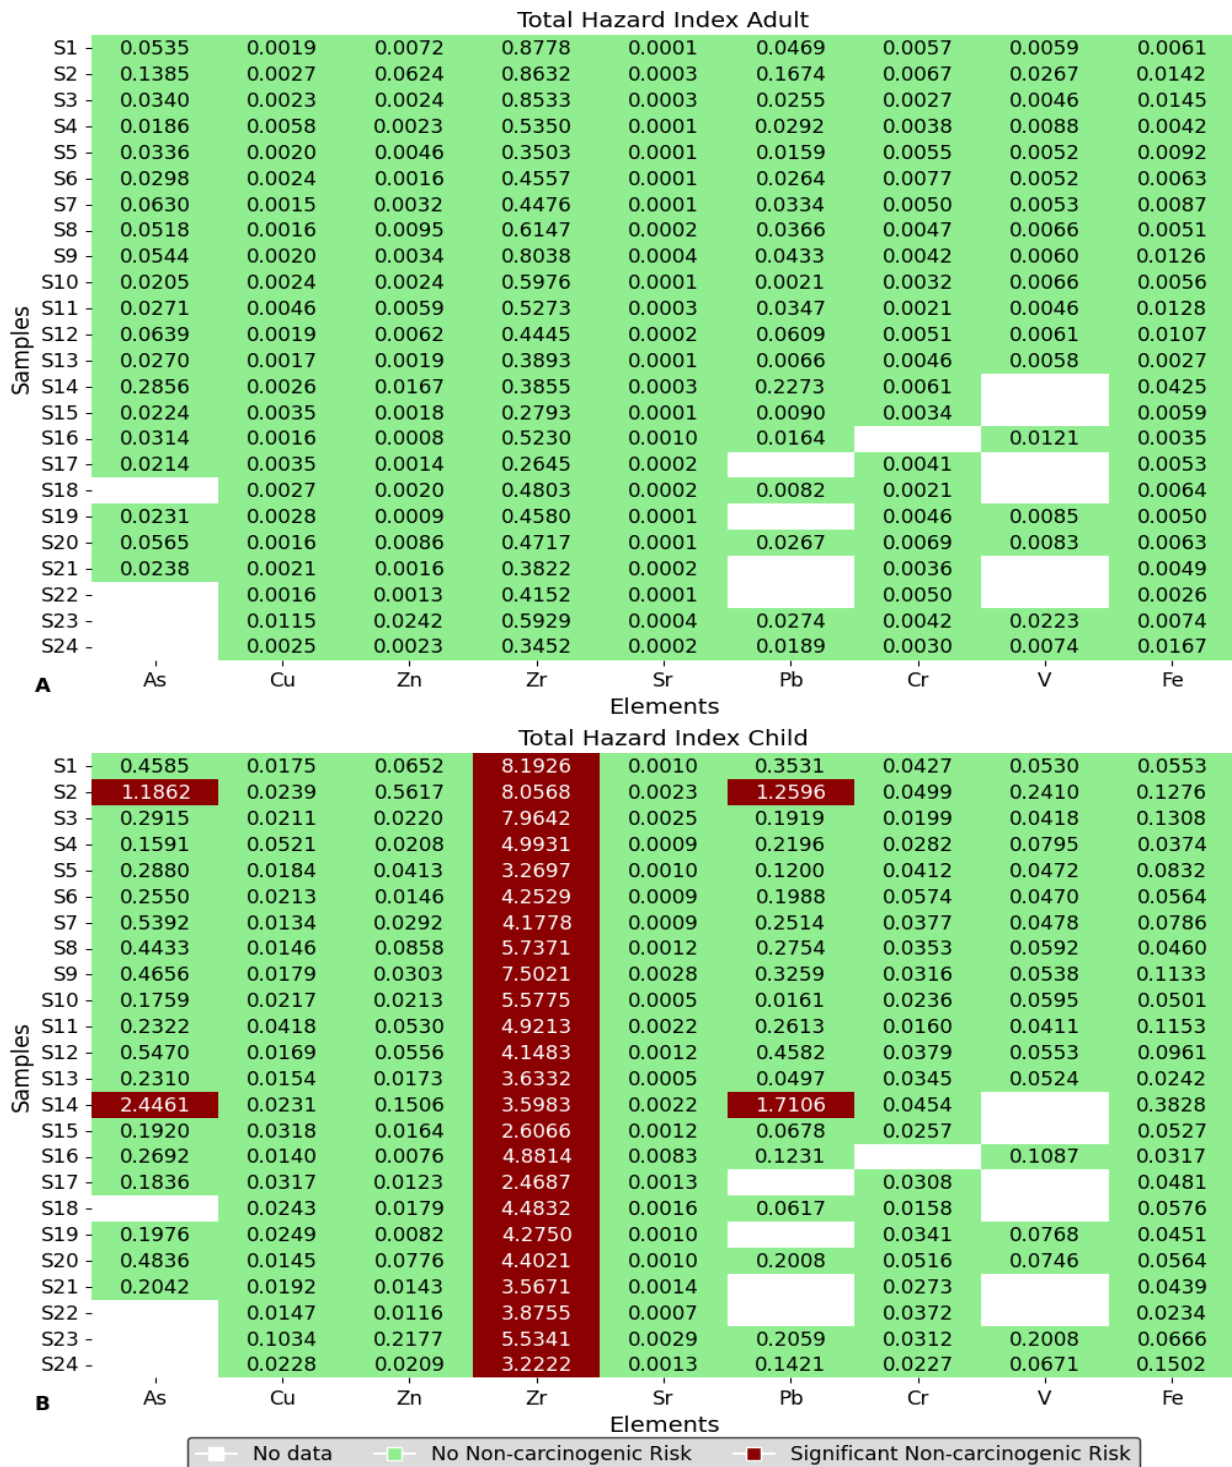 Total Hazard Index Adult
S1 0.0535 0.0019 0.0072 0.8778 0.0001 0.0469 0.0057 0.0059 0.0061
S2 0.1385 0.0027 0.0624 0.8632 0.0003 0.1674 0.0067 0.0267 0.0142
S3 0.0340 0.0023 0.0024 0.8533 0.0003 0.0255 0.0027 0.0046 0.0145
S4 0.0186 0.0058 0.0023 0.5350 0.0001 0.0292 0.0038 0.0088 0.0042
S5 0.0336 0.0020 0.0046 0.3503 0.0001 0.0159 0.0055 0.0052 0.0092
S6 0.0298 0.0024 0.0016 0.4557 0.0001 0.0264 0.0077 0.0052 0.0063
S7 0.0630 0.0015 0.0032 0.4476 0.0001 0.0334 0.0050 0.0053 0.0087
S8 0.0518 0.0016 0.0095 0.6147 0.0002 0.0366 0.0047 0.0066 0.0051
S9 0.0544 0.0020 0.0034 0.8038 0.0004 0.0433 0.0042 0.0060 0.0126
S10 0.0205 0.0024 0.0024 0.5976 0.0001 0.0021 0.0032 0.0066 0.0056
S11 0.0271 0.0046 0.0059 0.5273 0.0003 0.0347 0.0021 0.0046 0.0128
S12 0.0639 0.0019 0.0062 0.4445 0.0002 0.0609 0.0051 0.0061 0.0107
S13 0.0270 0.0017 0.0019 0.3893 0.0001 0.0066 0.0046 0.0058 0.0027
S14 0.2856 0.0026 0.0167 0.3855 0.0003 0.2273 0.0061 0.0425
S15 0.0224 0.0035 0.0018 0.2793 0.0001 0.0090 0.0034 0.0059
S16 0.0314 0.0016 0.0008 0.5230 0.0010 0.0164 0.0121 0.0035
S17 0.0214 0.0035 0.0014 0.2645 0.0002 0.0041 0.0053
S18 0.0027 0.0020 0.4803 0.0002 0.0082 0.0021 0.0064
S19 0.0231 0.0028 0.0009 0.4580 0.0001 0.0046 0.0085 0.0050
S20 0.0565 0.0016 0.0086 0.4717 0.0001 0.0267 0.0069 0.0083 0.0063
S21 0.0238 0.0021 0.0016 0.3822 0.0002 0.0036 0.0049
S22 0.0016 0.0013 0.4152 0.0001 0.0050 0.0026
S23 0.0115 0.0242 0.5929 0.0004 0.0274 0.0042 0.0223 0.0074
S24 0.0025 0.0023 0.3452 0.0002 0.0189 0.0030 0.0074 0.0167
Samples
As Cu Zn Zr Sr Pb Cr V Fe
A
Elements
Total Hazard Index Child
S1 0.4585 0.0175 0.0652 8.1926 0.0010 0.3531 0.0427 0.0530 0.0553
S2 1.1862 0.0239 0.5617 8.0568 0.0023 1.2596 0.0499 0.2410 0.1276
S3 0.2915 0.0211 0.0220 7.9642 0.0025 0.1919 0.0199 0.0418 0.1308
S4 0.1591 0.0521 0.0208 4.9931 0.0009 0.2196 0.0282 0.0795 0.0374
S5 0.2880 0.0184 0.0413 3.2697 0.0010 0.1200 0.0412 0.0472 0.0832
S6 0.2550 0.0213 0.0146 4.2529 0.0009 0.1988 0.0574 0.0470 0.0564
S7 0.5392 0.0134 0.0292 4.1778 0.0009 0.2514 0.0377 0.0478 0.0786
S8 0.4433 0.0146 0.0858 5.7371 0.0012 0.2754 0.0353 0.0592 0.0460
S9 0.4656 0.0179 0.0303 7.5021 0.0028 0.3259 0.0316 0.0538 0.1133
S10 0.1759 0.0217 0.0213 5.5775 0.0005 0.0161 0.0236 0.0595 0.0501
S11 0.2322 0.0418 0.0530 4.9213 0.0022 0.2613 0.0160 0.0411 0.1153
S12 0.5470 0.0169 0.0556 4.1483 0.0012 0.4582 0.0379 0.0553 0.0961
S13 0.2310 0.0154 0.0173 3.6332 0.0005 0.0497 0.0345 0.0524 0.0242
S14 2.4461 0.0231 0.1506 3.5983 0.0022 1.7106 0.0454 0.3828
S15 0.1920 0.0318 0.0164 2.6066 0.0012 0.0678 0.0257 0.0527
S16 0.2692 0.0140 0.0076 4.8814 0.0083 0.1231 0.1087 0.0317
S17 0.1836 0.0317 0.0123 2.4687 0.0013 0.0308 0.0481
S18 0.0243 0.0179 4.4832 0.0016 0.0617 0.0158 0.0576
S19 0.1976 0.0249 0.0082 4.2750 0.0010 0.0341 0.0768 0.0451
S20 0.4836 0.0145 0.0776 4.4021 0.0010 0.2008 0.0516 0.0746 0.0564
S21 0.2042 0.0192 0.0143 3.5671 0.0014 0.0273 0.0439
S22 0.0147 0.0116 3.8755 0.0007 0.0372 0.0234
S23 0.1034 0.2177 5.5341 0.0029 0.2059 0.0312 0.2008 0.0666
S24 0.0228 0.0209 3.2222 0.0013 0.1421 0.0227 0.0671 0.1502
Samples
As Cu Zn Zr Sr Pb Cr V Fe
B
Elements
No data No Non-carcinogenic Risk Significant Non-carcinogenic Risk